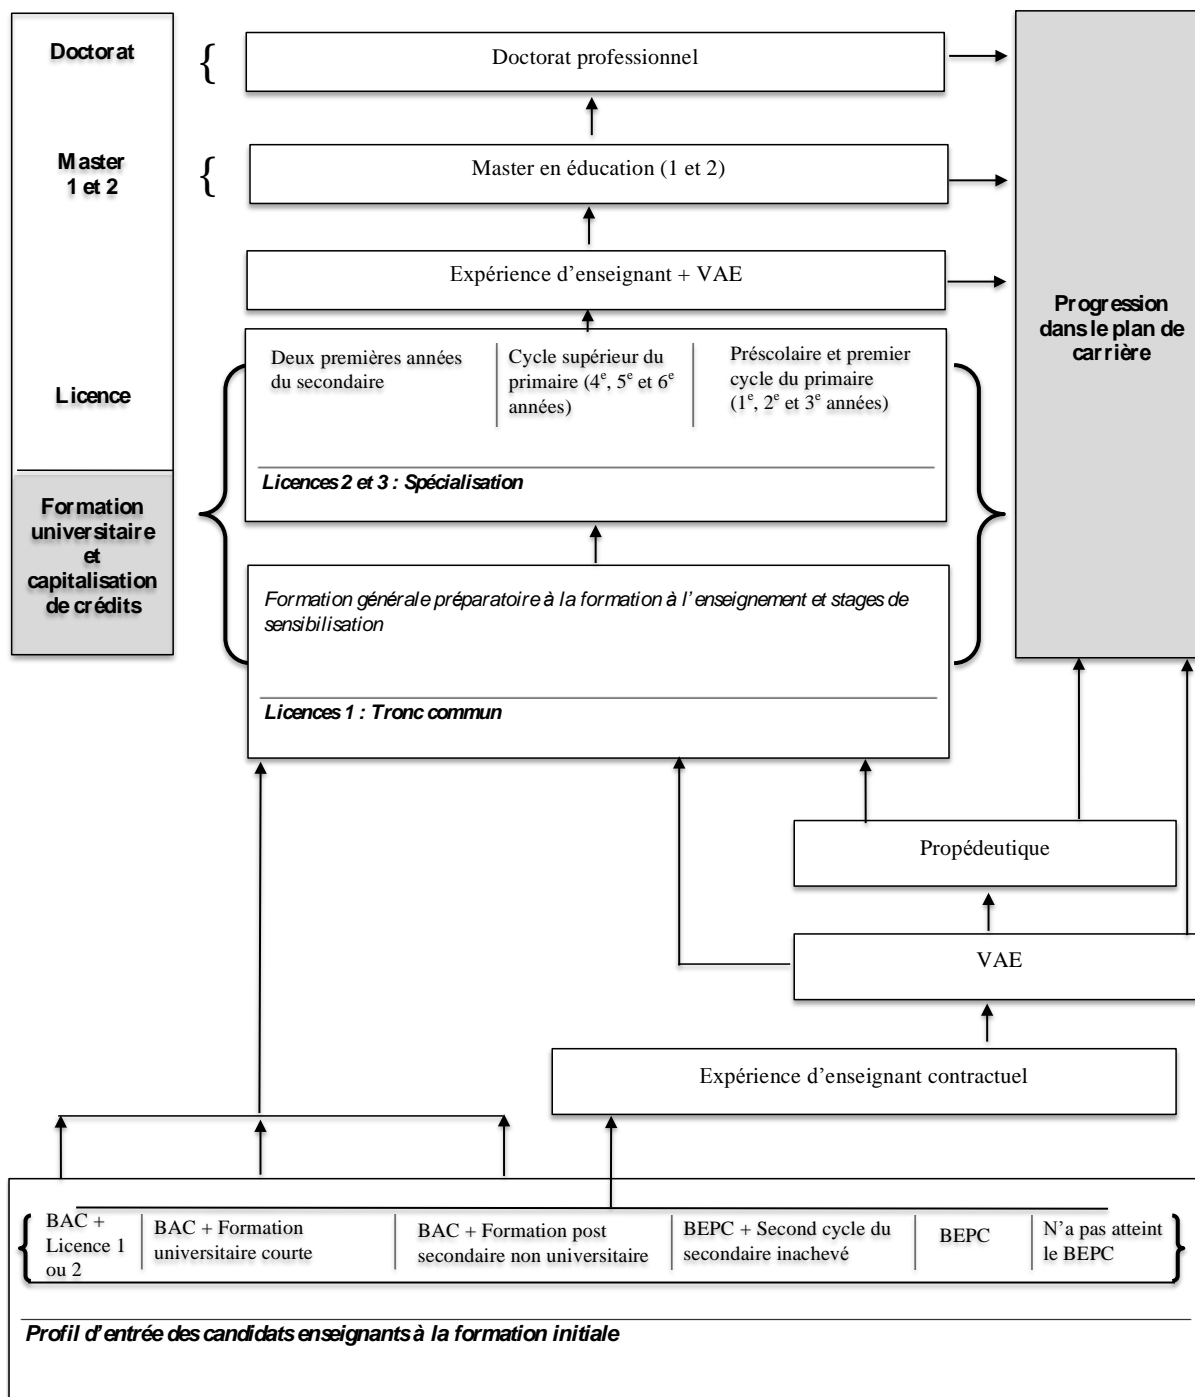 Doctorat
{
Doctorat professionnel
Master
1 et 2
{
Master en éducation (1 et 2)
Expérience d’enseignant + VAE
Progression
dans le plan de
carrière
Licence
Deux premières années
du secondaire
Cycle supérieur du
primaire (4e, 5e et 6e
années)
Préscolaire et premier
cycle du primaire
(1e, 2e et 3e années)
Licences 2 et 3 : Spécialisation
Formation
universitaire
et
capitalisation
de crédits
Formation générale préparatoire à la formation à l’enseignement et stages de
sensibilisation
Licences 1 : Tronc commun
Propédeutique
VAE
Expérience d’enseignant contractuel
BAC +
Licence 1
ou 2
BAC + Formation
universitaire courte
BAC + Formation post
secondaire non universitaire
BEPC + Second cycle du
secondaire inachevé
BEPC
N’a pas atteint
le BEPC
Profil d’entrée des candidats enseignants à la formation initiale